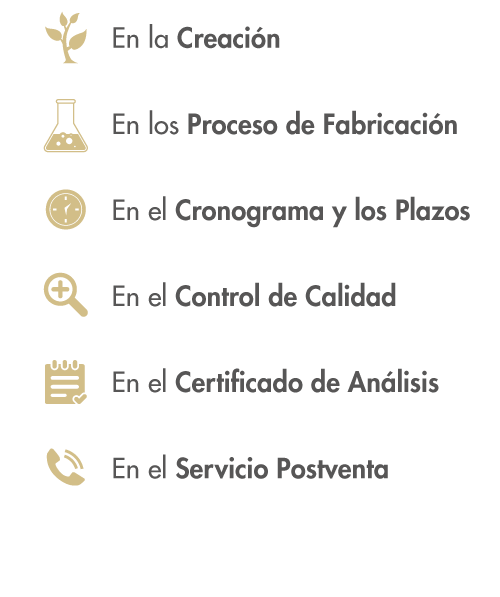 En la Creación
En los Proceso de Fabricación
En el Cronograma y los Plazos
En el Control de Calidad
En el Certificado de Análisis
En el Servicio Postventa